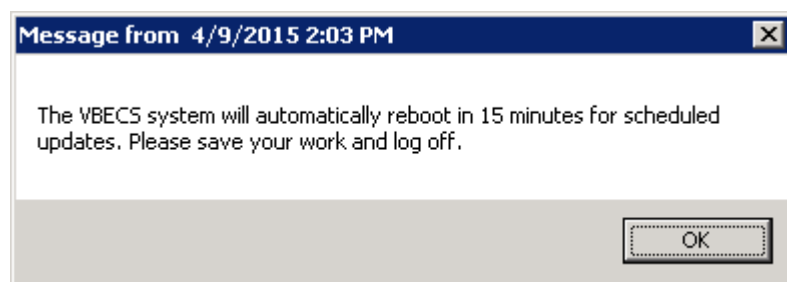 Message from 4/9/2015 2:03 PM
The VBECS system will automatically reboot in 15 minutes for scheduled
updates. Please save your work and log off.
OK